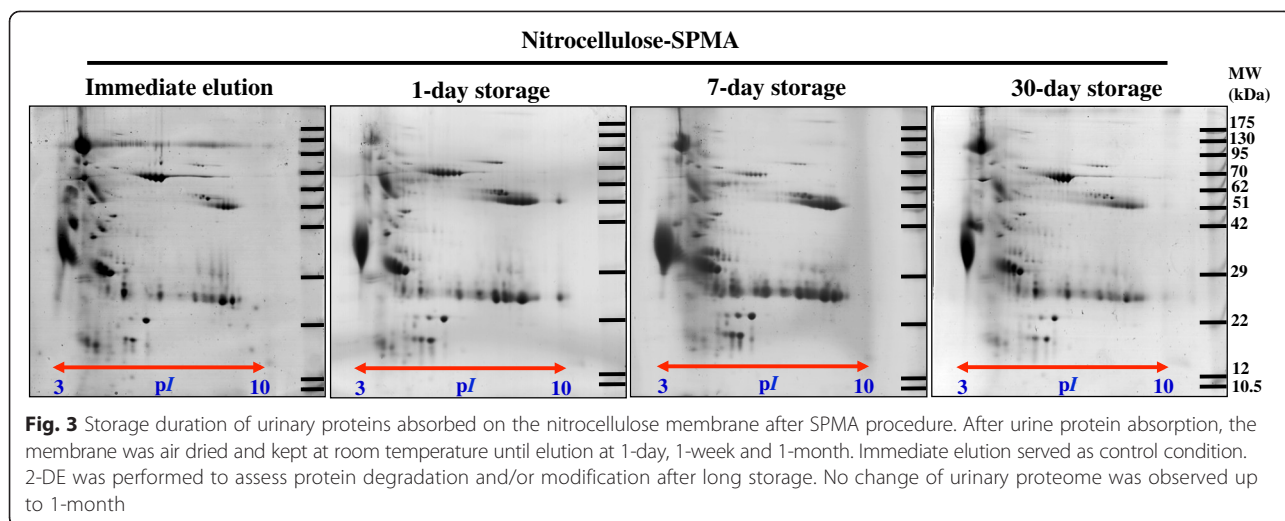 Nitrocellulose-SPMA
Immediate elution 1-day storage 7-day storage 30-day storage
MW
(kDa)
175
130
95
70
62
51
42
29
22
12
10.5
3 pI 10 3 pI 10 3 pI 10 3 pI 10
Fig. 3 Storage duration of urinary proteins absorbed on the nitrocellulose membrane after SPMA procedure. After urine protein absorption, the
membrane was air dried and kept at room temperature until elution at 1-day, 1-week and 1-month. Immediate elution served as control condition.
2-DE was performed to assess protein degradation and/or modification after long storage. No change of urinary proteome was observed up
to 1-month